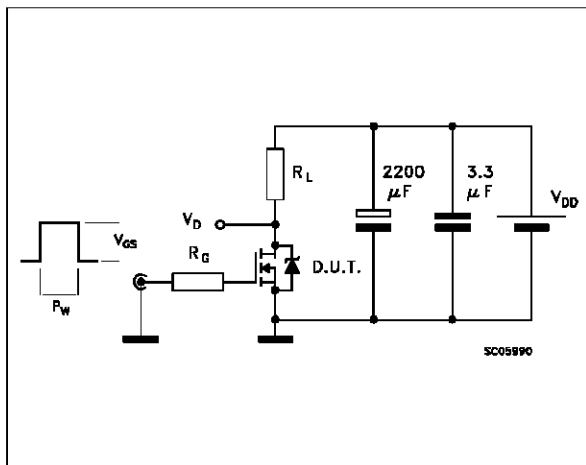 R_L
2200
μF
3.3
μF
V_DD
V_D
R_G
D.U.T.
V_GS
P_W
SC05990